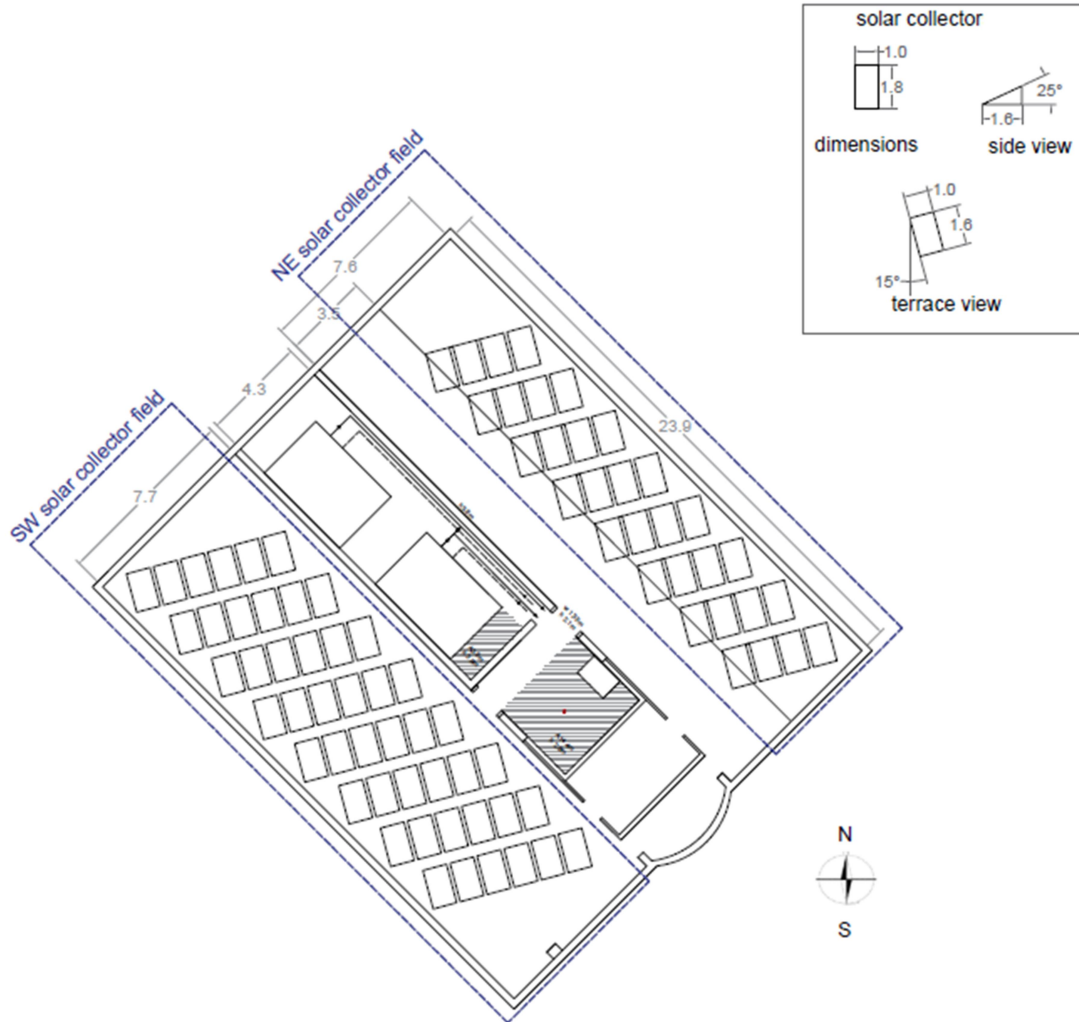 solar collector
1.0
1.8
25°
1.6
dimensions
side view
1.0
1.6
15°
terrace view
NE solar collector field
7.6
3.5
4.3
SW solar collector field
7.7
23.9
N
S